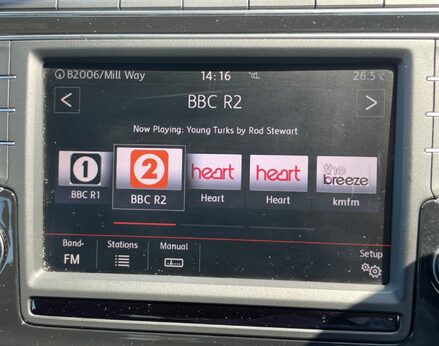 B2006/Mill Way 14:16 26.5°C
BBC R2
Now Playing: Young Turks by Rod Stewart
1 2 heart heart the breeze
BBC R1 BBC R2 Heart Heart kmfm
Band- Stations Manual Setup
FM